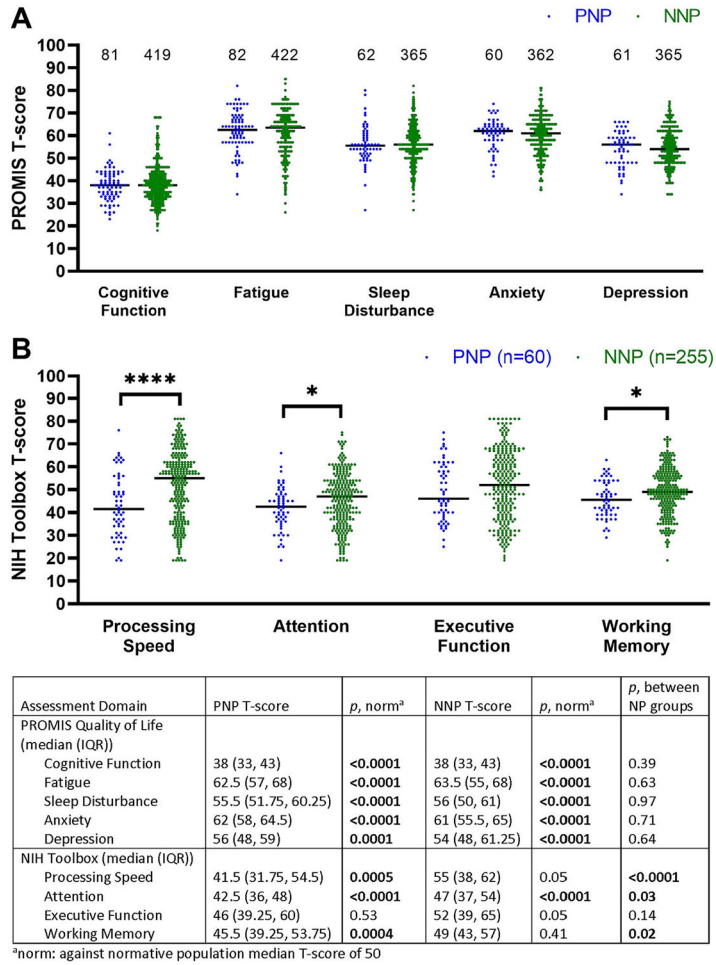 A
PNP NNP
81 419 82 422 62 365 60 362 61 365
100
90
80
70
60
50
40
30
20
10
0
PROMIS T-score
Cognitive Function
Fatigue
Sleep Disturbance
Anxiety
Depression
B
PNP (n=60) NNP (n=255)
**** * *
100
90
80
70
60
50
40
30
20
10
0
NIH Toolbox T-score
Processing Speed
Attention
Executive Function
Working Memory
Assessment Domain PNP T-score p, normᵃ NNP T-score p, normᵃ p, between NP groups
PROMIS Quality of Life (median (IQR))
Cognitive Function 38 (33, 43) <0.0001 38 (33, 43) <0.0001 0.39
Fatigue 62.5 (57, 68) <0.0001 63.5 (55, 68) <0.0001 0.63
Sleep Disturbance 55.5 (51.75, 60.25) <0.0001 56 (50, 61) <0.0001 0.97
Anxiety 62 (58, 64.5) <0.0001 61 (55.5, 65) <0.0001 0.71
Depression 56 (48, 59) 0.0001 54 (48, 61.25) <0.0001 0.64
NIH Toolbox (median (IQR))
Processing Speed 41.5 (31.75, 54.5) 0.0005 55 (38, 62) 0.05 <0.0001
Attention 42.5 (36, 48) <0.0001 47 (37, 54) <0.0001 0.03
Executive Function 46 (39.25, 60) 0.53 52 (39, 65) 0.05 0.14
Working Memory 45.5 (39.25, 53.75) 0.0004 49 (43, 57) 0.41 0.02
ᵃnorm: against normative population median T-score of 50